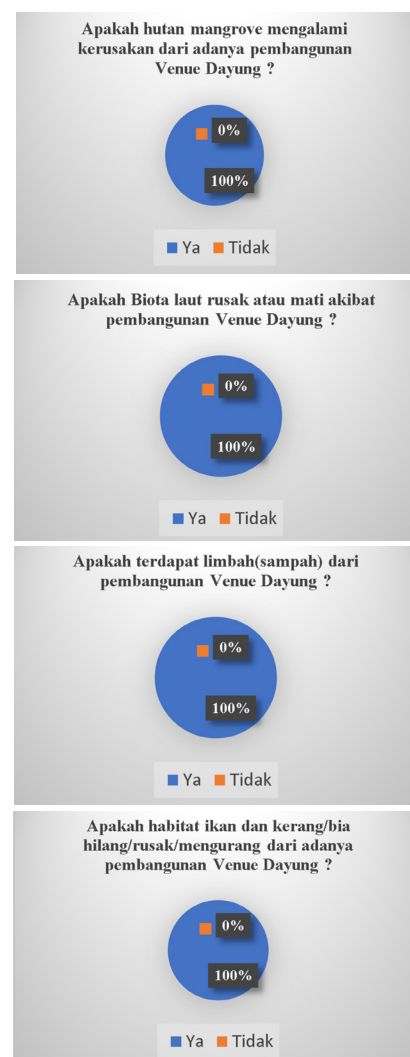 Apakah hutan mangrove mengalami
kerusakan dari adanya pembangunan
Venue Dayung ?
0%
100%
Ya Tidak
Apakah Biota laut rusak atau mati akibat
pembangunan Venue Dayung ?
0%
100%
Ya Tidak
Apakah terdapat limbah(sampah) dari
pembangunan Venue Dayung ?
0%
100%
Ya Tidak
Apakah habitat ikan dan kerang/bia
hilang/rusak/mengurang dari adanya
pembangunan Venue Dayung ?
0%
100%
Ya Tidak